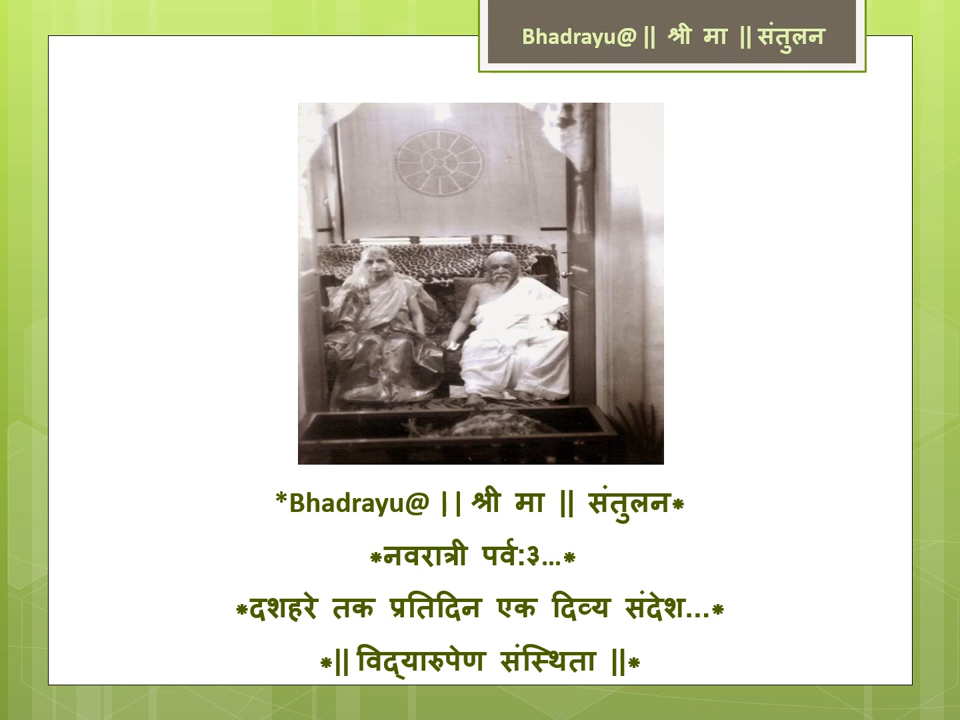 Bhadrayu@ || श्री मा || संतुलन
*Bhadrayu@ || श्री मा || संतुलन*
*नवरात्री पर्व:३...*
*दशहरे तक प्रतिदिन एक दिव्य संदेश...*
*|| विद्यारुपेण संस्थिता ||*